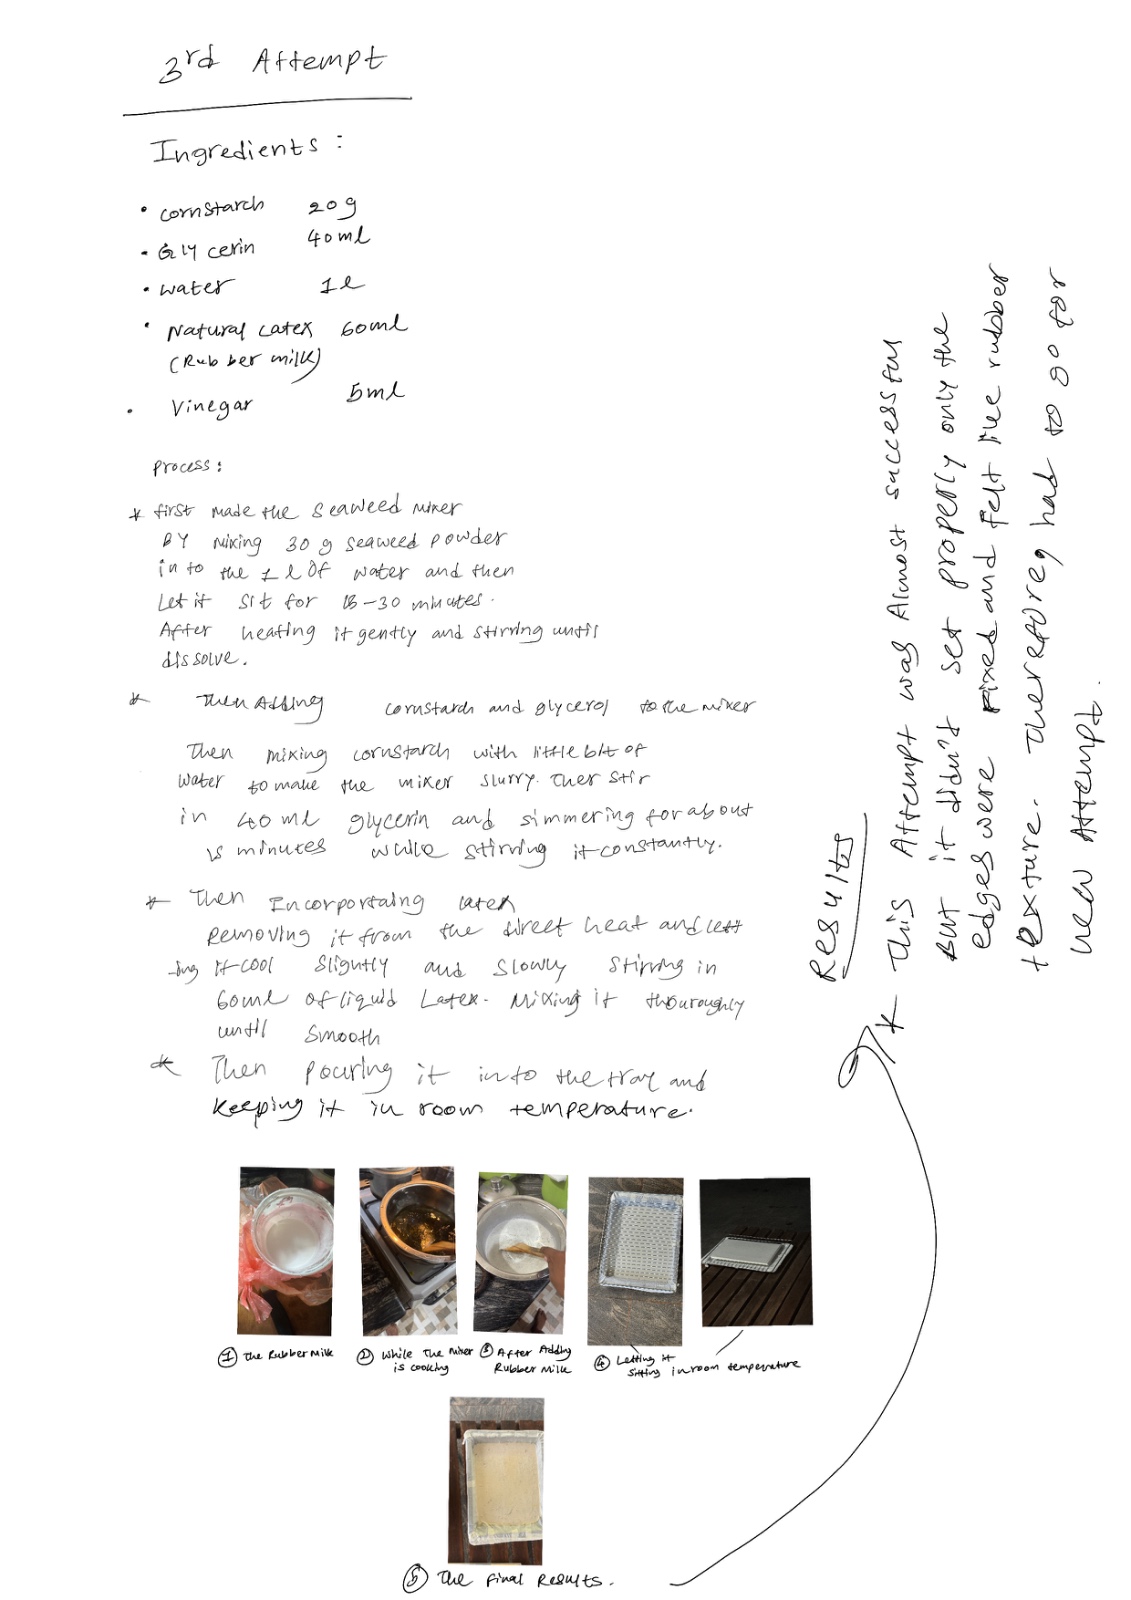 3rd Attempt
Ingredients :
• cornstarch 20g
• Glycerin 40ml
• water 1l
• Natural Latex 60ml
(Rubber milk)
• Vinegar 5ml
Process :
* first made the seaweed mixer
BY mixing 30 g seaweed powder
in to the 1 l of water and then
Let it sit for 15-30 minutes.
After heating it gently and stirring until
dissolve.
* Then Adding cornstarch and glycerol to the mixer
Then mixing cornstarch with little bit of
water to make the mixer slurry. Then stir
in 40 ml glycerin and simmering for about
15 minutes while stirring it constantly.
* Then Incorportaing latex
Removing it from the direct heat and lett
ing it cool slightly and slowly stirring in
60ml of liquid Latex. Mixing it thouroughly
until smooth
* Then pouring it into the tray and
keeping it in room temperature.
① The Rubber Milk
② While The mixer
is cooking
③ After Adding
Rubber Milk
④ Letting it
sitting in room temperature
⑤ The Final Results.
Results
* This Attempt was Almost successful
But it didn't set properly only the
edges were fixed and felt like rubber
texture. Therefore, had to go for
new Attempt.